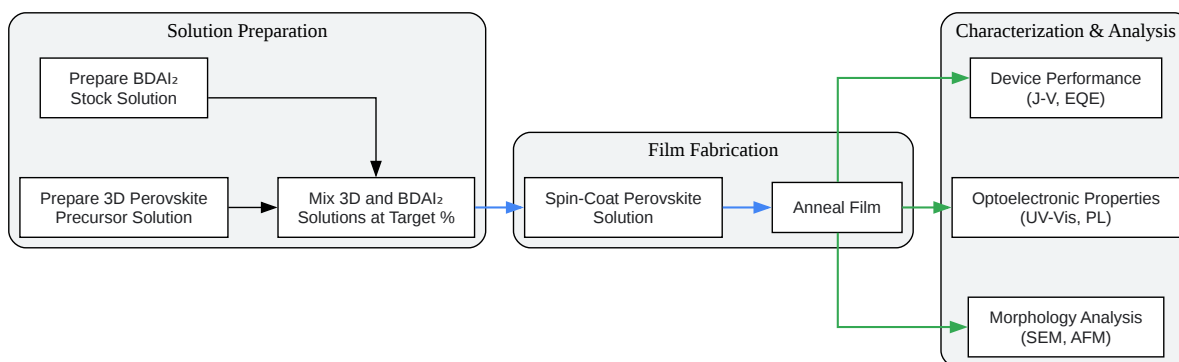 Solution Preparation
Prepare BDAI₂
Stock Solution
Prepare 3D Perovskite
Precursor Solution
Mix 3D and BDAI₂
Solutions at Target %
Film Fabrication
Spin-Coat Perovskite
Solution
Anneal Film
Characterization & Analysis
Device Performance
(J-V, EQE)
Optoelectronic Properties
(UV-Vis, PL)
Morphology Analysis
(SEM, AFM)